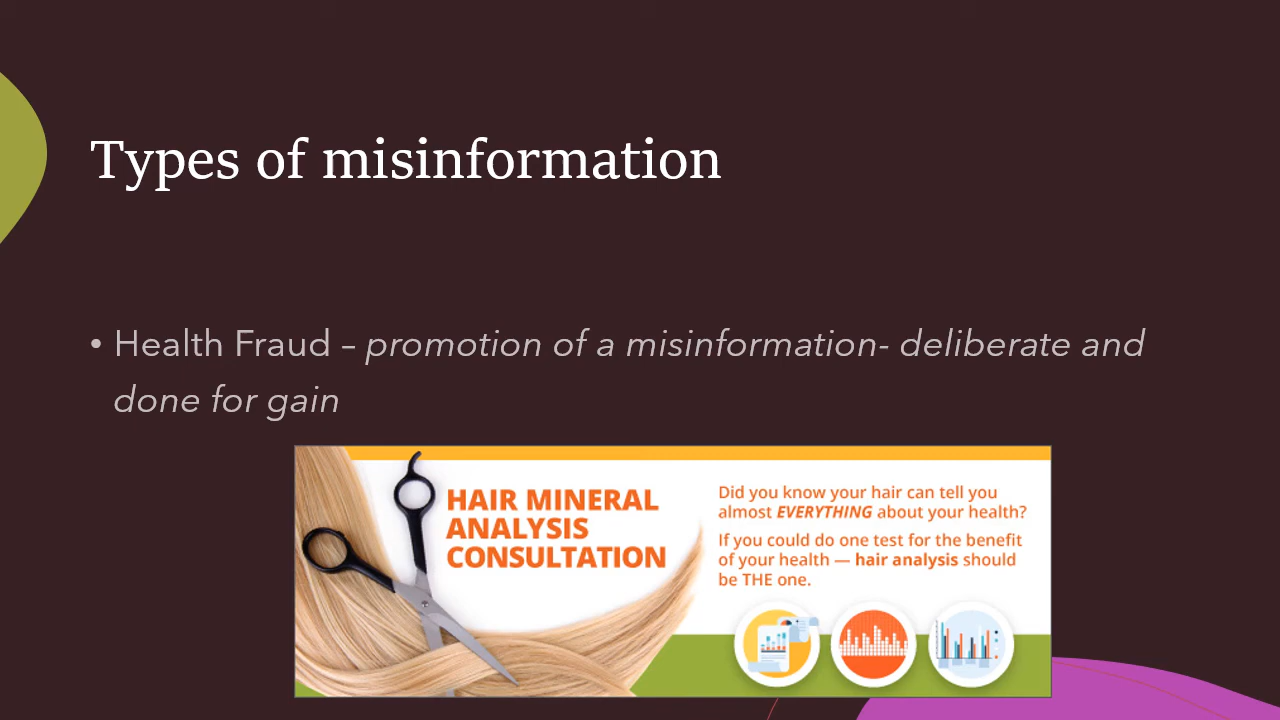 Types of misinformation
• Health Fraud – promotion of a misinformation- deliberate and
done for gain
HAIR MINERAL
ANALYSIS
CONSULTATION
Did you know your hair can tell you
almost EVERYTHING about your health?
If you could do one test for the benefit
of your health — hair analysis should
be THE one.